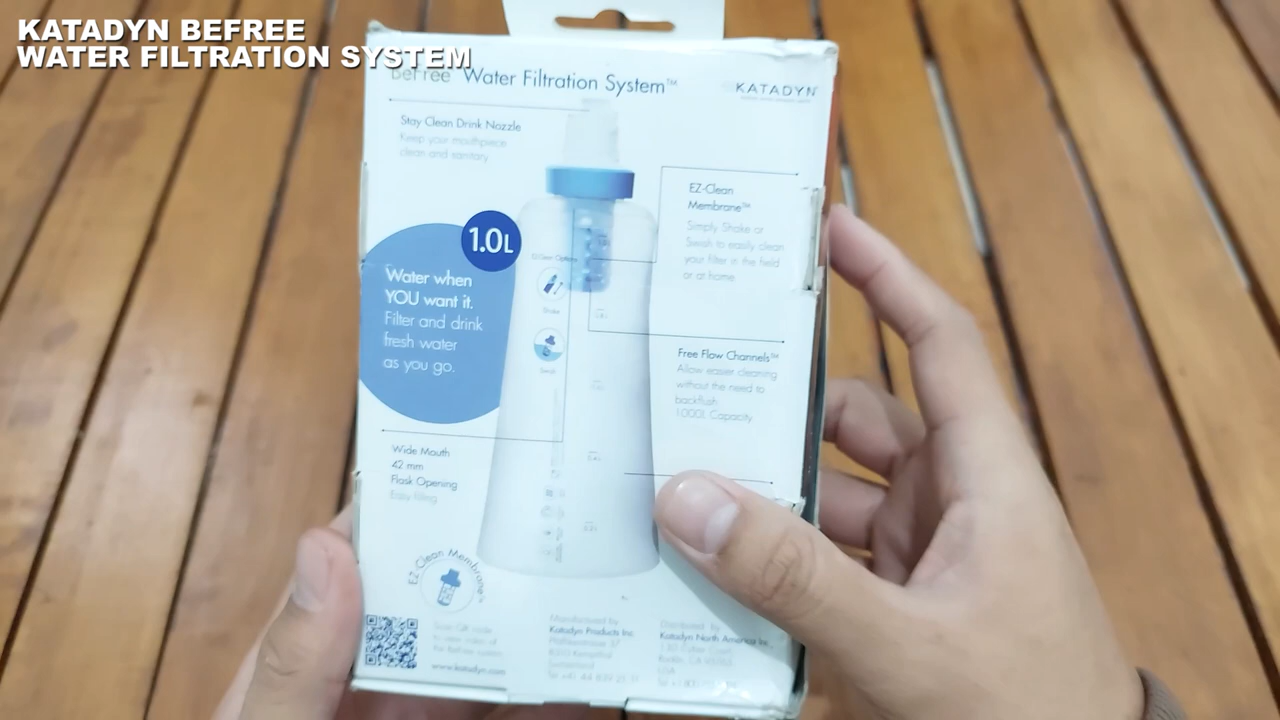 KATADYN BEFREE
WATER FILTRATION SYSTEM
BeFree Water Filtration System™
KATADYN
Stay Clean Drink Nozzle
Keep your mouthpiece
clean and sanitary
EZ-Clean
Membrane™
Simply Shake or
Swish to easily clean
your filter in the field
or at home
1.0L
Water when
YOU want it.
Filter and drink
fresh water
as you go.
Shake
Swish
Free Flow Channels™
Allow easier cleaning
without the need to
backflush.
1000L Capacity
Wide Mouth
42 mm
Flask Opening
Easy filling
EZ-Clean Membrane™
www.katadyn.com
Manufactured by
Katadyn Products Inc.
Switzerland
Distributed by
Katadyn North America Inc.
USA